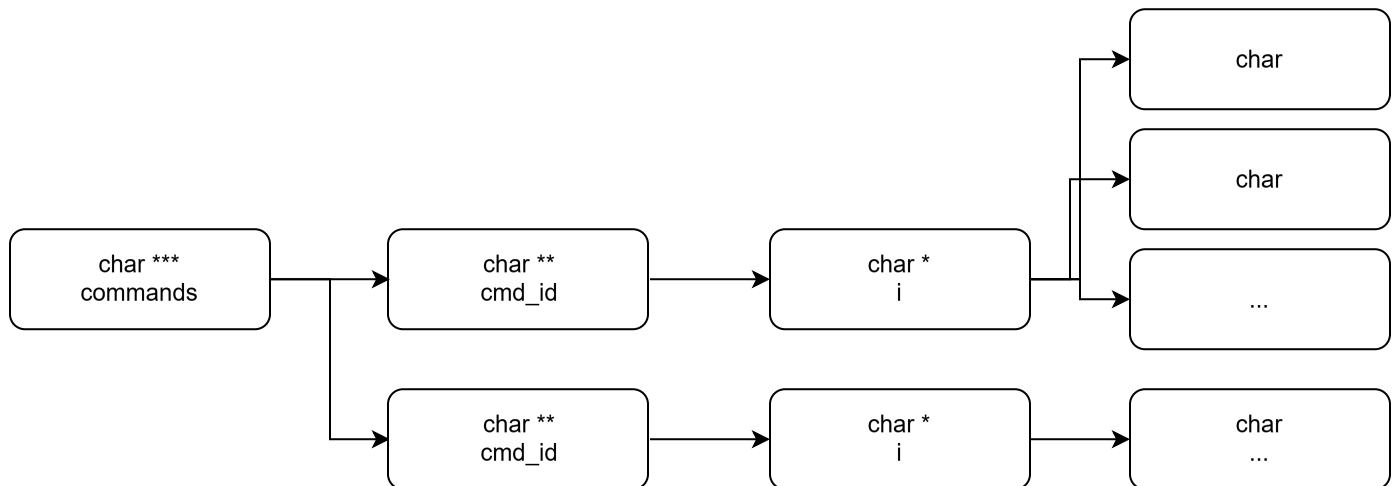 char
char
char ***
commands
char **
cmd_id
char *
i
...
char **
cmd_id
char *
i
char
...